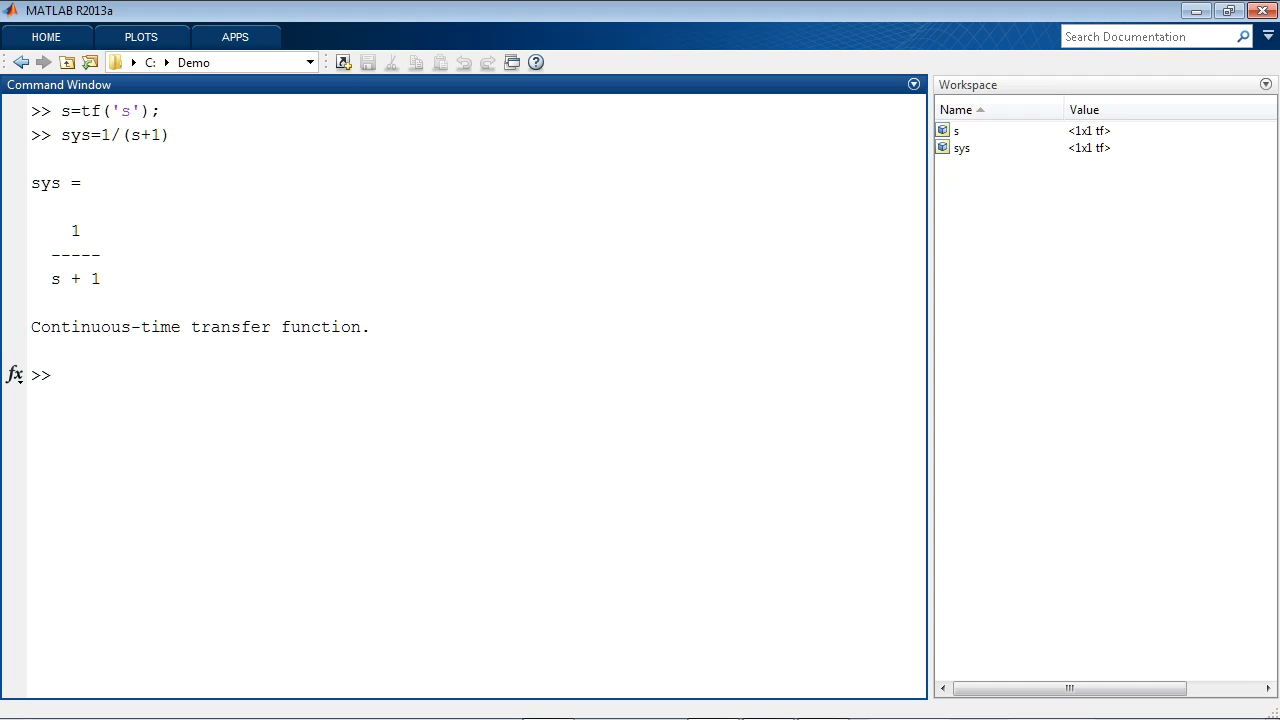 MATLAB R2013a
HOME PLOTS APPS Search Documentation
C: Demo
Command Window
>> s=tf('s');
>> sys=1/(s+1)
sys =
1
-----
s + 1
Continuous-time transfer function.
fx >>
Workspace
Name Value
s <1x1 tf>
sys <1x1 tf>